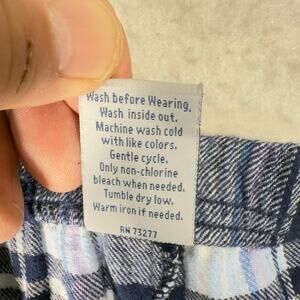 Wash before Wearing.
Wash inside out.
Machine wash cold
with like colors.
Gentle cycle.
Only non-chlorine
bleach when needed.
Tumble dry low.
Warm iron if needed.
RN 73277